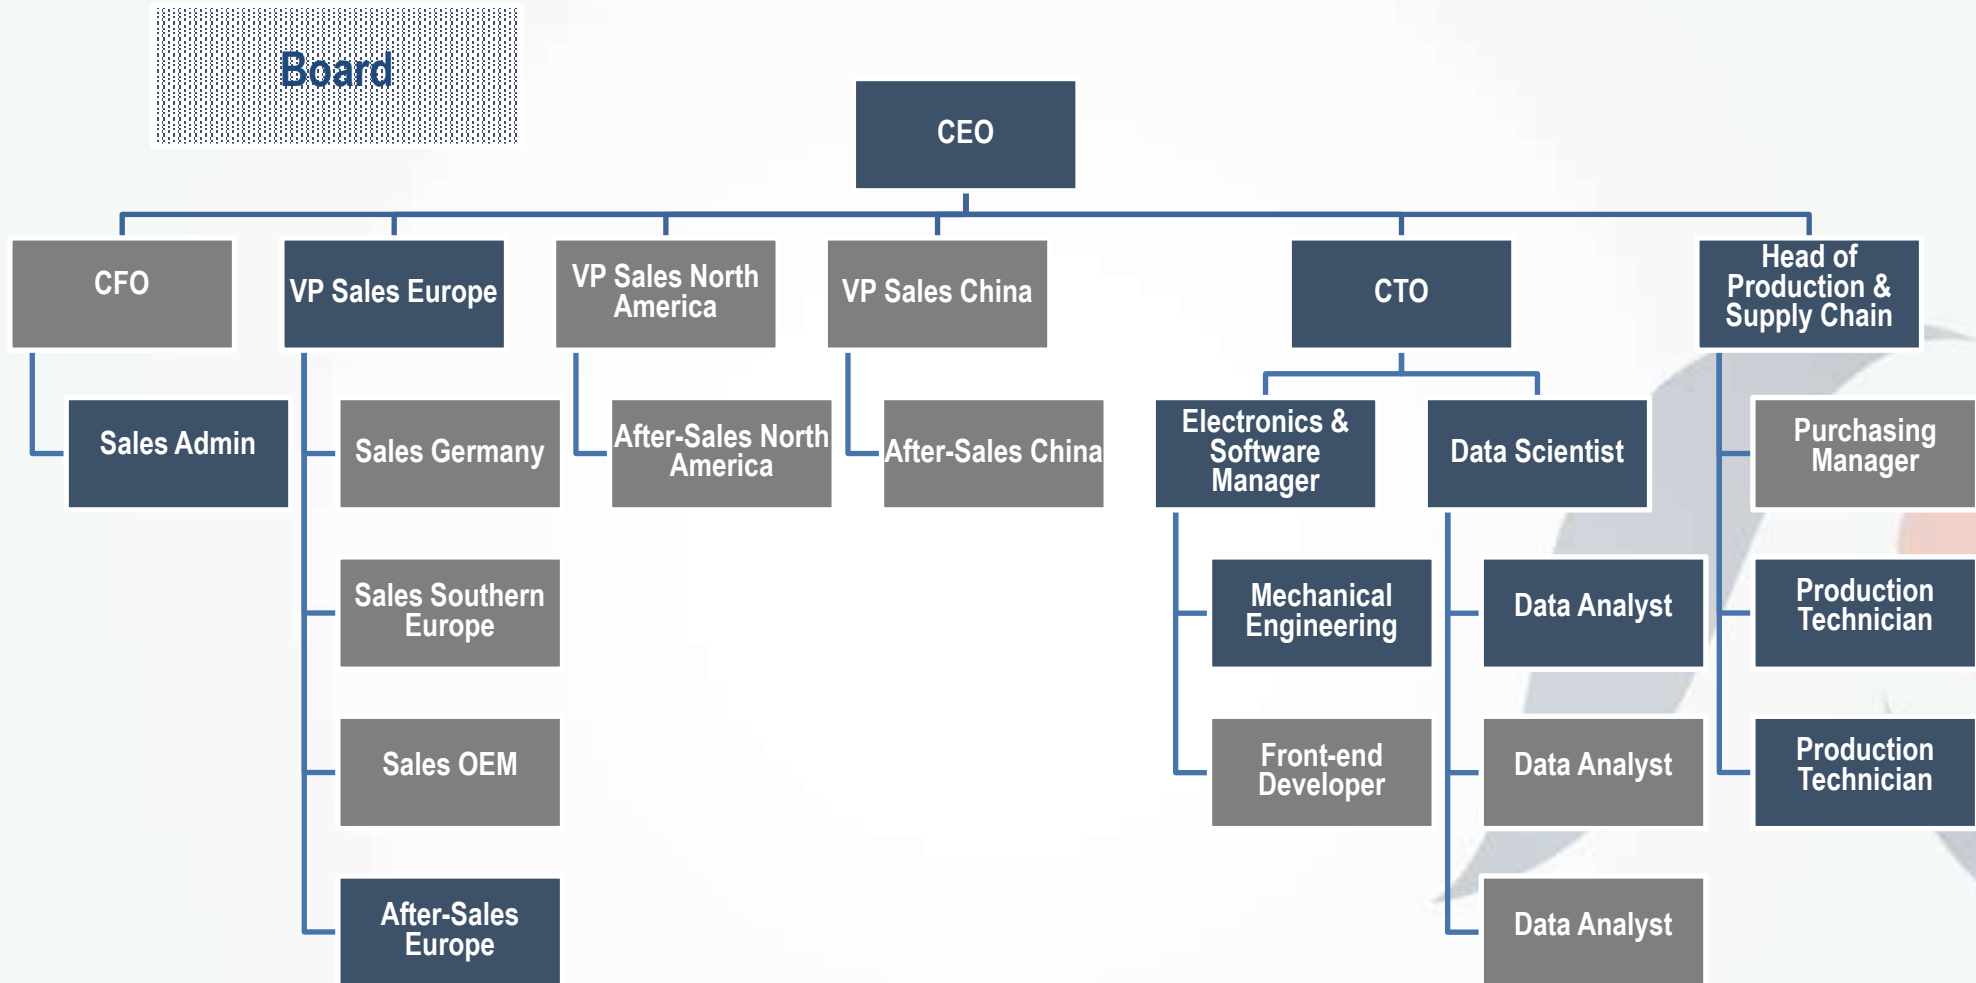 Board
CEO
CFO
VP Sales Europe
VP Sales North
America
VP Sales China
CTO
Head of
Production &
Supply Chain
Sales Admin
Sales Germany
After-Sales North
America
After-Sales China
Electronics &
Software
Manager
Data Scientist
Purchasing
Manager
Sales Southern
Europe
Mechanical
Engineering
Data Analyst
Production
Technician
Sales OEM
Front-end
Developer
Data Analyst
Production
Technician
After-Sales
Europe
Data Analyst